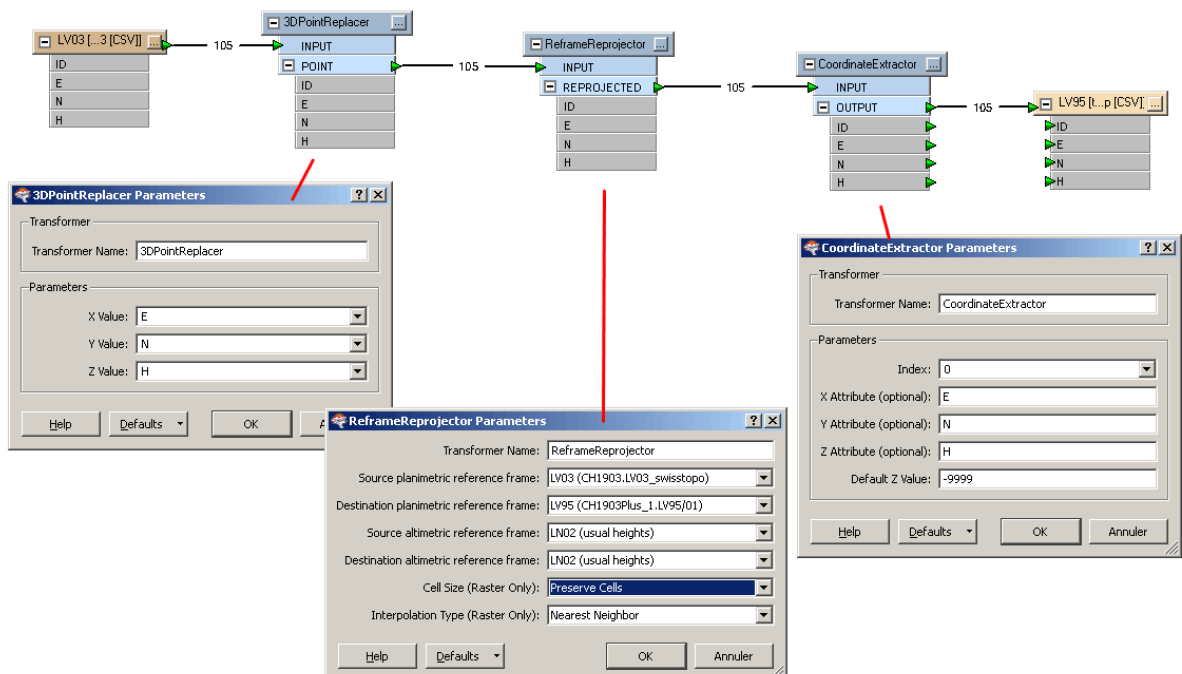 LV03 [...3 [CSV]] ...
ID
E
N
H
105
3DPointReplacer ...
INPUT
POINT
ID
E
N
H
105
ReframeReprojector ...
INPUT
REPROJECTED
ID
E
N
H
105
CoordinateExtractor ...
INPUT
OUTPUT
ID
E
N
H
105
LV95 [t...p [CSV]] ...
ID
E
N
H
3DPointReplacer Parameters
Transformer
Transformer Name: 3DPointReplacer
Parameters
X Value: E
Y Value: N
Z Value: H
Help Defaults OK A
ReframeReprojector Parameters
Transformer Name: ReframeReprojector
Source planimetric reference frame: LV03 (CH1903.LV03_swisstopo)
Destination planimetric reference frame: LV95 (CH1903Plus_1.LV95/01)
Source altimetric reference frame: LN02 (usual heights)
Destination altimetric reference frame: LN02 (usual heights)
Cell Size (Raster Only): Preserve Cells
Interpolation Type (Raster Only): Nearest Neighbor
Help Defaults OK Annuler
CoordinateExtractor Parameters
Transformer
Transformer Name: CoordinateExtractor
Parameters
Index: 0
X Attribute (optional): E
Y Attribute (optional): N
Z Attribute (optional): H
Default Z Value: -9999
Help Defaults OK Annuler